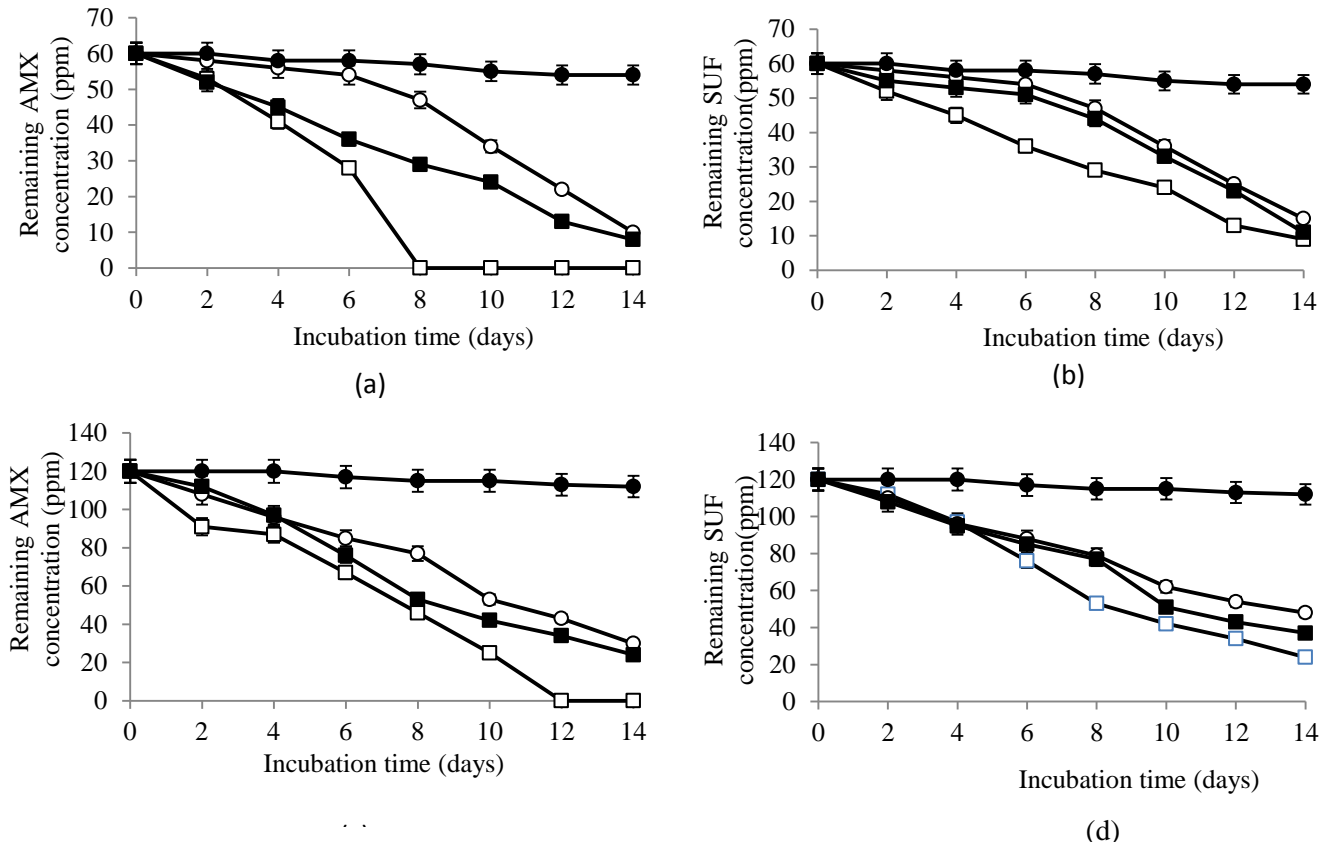 70
60
50
40
30
20
10
0
Remaining AMX
concentration (ppm)
0 2 4 6 8 10 12 14
Incubation time (days)
(a)
70
60
50
40
30
20
10
0
Remaining SUF
concentration(ppm)
0 2 4 6 8 10 12 14
Incubation time (days)
(b)
140
120
100
80
60
40
20
0
Remaining AMX
concentration (ppm)
0 2 4 6 8 10 12 14
Incubation time (days)
140
120
100
80
60
40
20
0
Remaining SUF
concentration(ppm)
0 2 4 6 8 10 12 14
Incubation time (days)
(d)